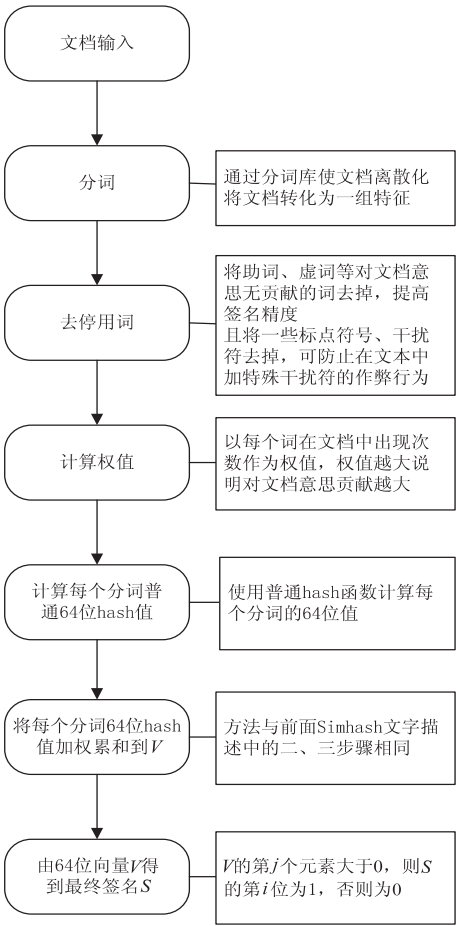 文档输入
分词
通过分词库使文档离散化
将文档转化为一组特征
去停用词
将助词、虚词等对文档意
思无贡献的词去掉，提高
签名精度
且将一些标点符号、干扰
符去掉，可防止在文本中
加特殊干扰符的作弊行为
计算权值
以每个词在文档中出现次
数作为权值，权值越大说
明对文档意思贡献越大
计算每个分词普
通64位hash值
使用普通hash函数计算每
个分词的64位值
将每个分词64位hash
值加权累和到V
方法与前面Simhash文字描
述中的二、三步骤相同
由64位向量V得
到最终签名S
V的第j个元素大于0，则S
的第i位为1，否则为0